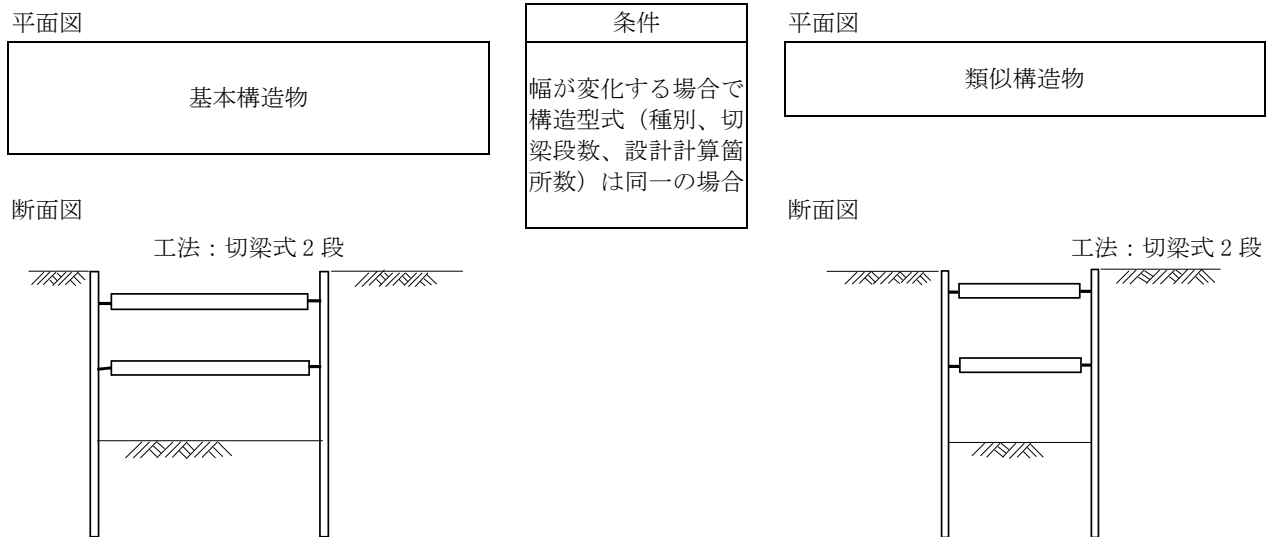 平面図
基本構造物
条件
幅が変化する場合で
構造型式（種別、切
梁段数、設計計算箇
所数）は同一の場合
平面図
類似構造物
断面図
工法：切梁式 2 段
断面図
工法：切梁式 2 段